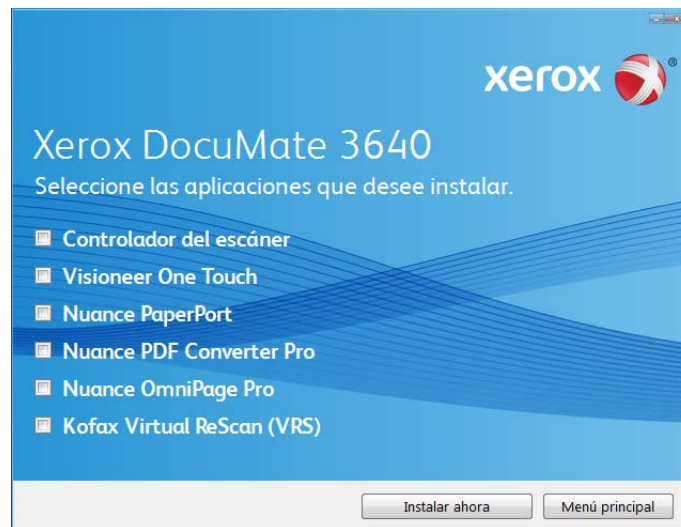 xerox ®
Xerox DocuMate 3640
Seleccione las aplicaciones que desee instalar.
Controlador del escáner
Visioneer One Touch
Nuance PaperPort
Nuance PDF Converter Pro
Nuance OmniPage Pro
Kofax Virtual ReScan (VRS)
Instalar ahora
Menú principal